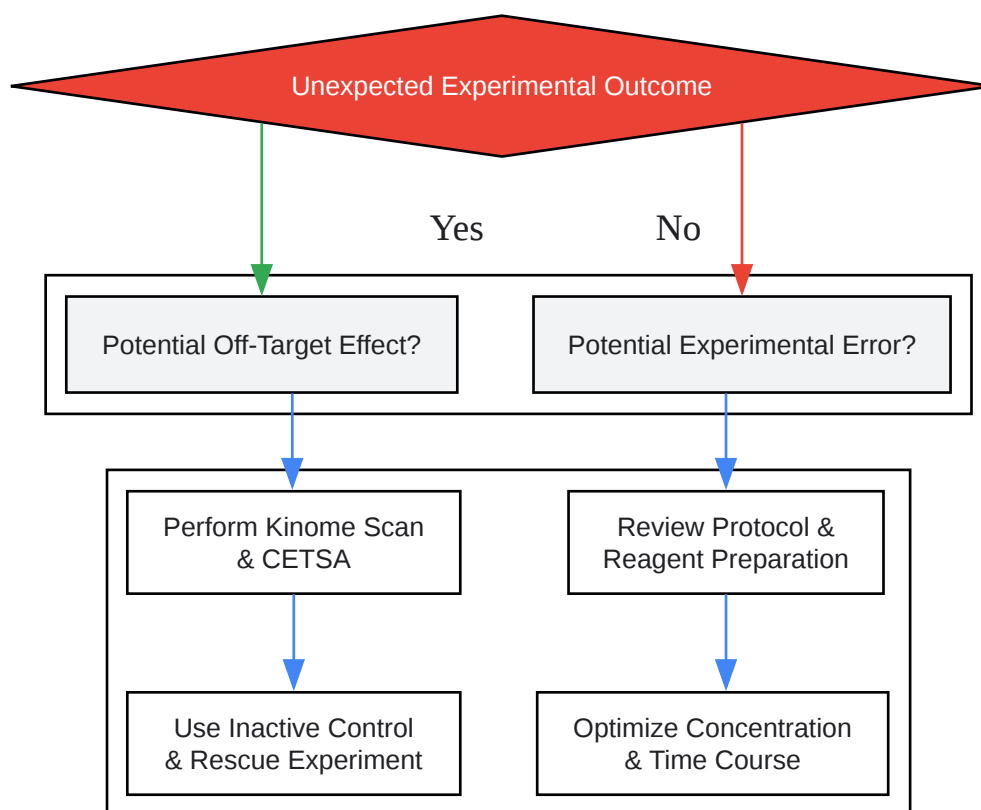 Unexpected Experimental Outcome
Yes
No
Potential Off-Target Effect?
Potential Experimental Error?
Perform Kinome Scan
& CETSA
Review Protocol &
Reagent Preparation
Use Inactive Control
& Rescue Experiment
Optimize Concentration
& Time Course